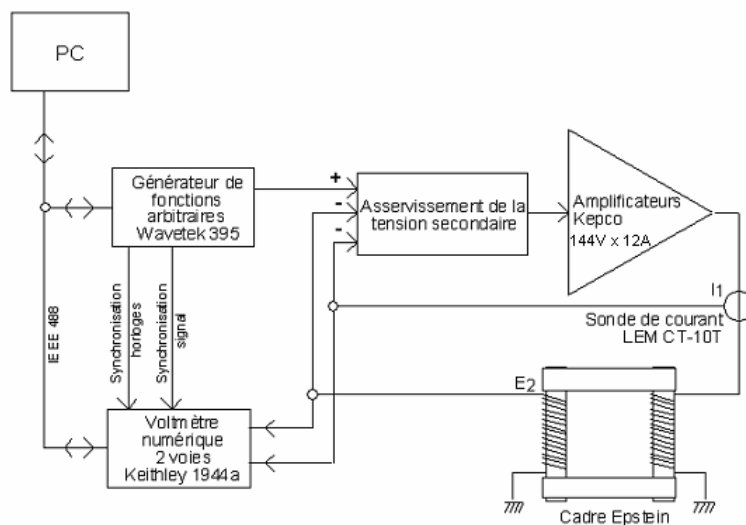 PC
Générateur de
fonctions
arbitraires
Wavetek 395
+
-
-
Asservissement de la
tension secondaire
Amplificateurs
Kepco
144V x 12A
I1
Sonde de courant
LEM CT-10T
IEEE 488
Synchronisation
horloges
Synchronisation
signal
E2
Voltmètre
numérique
2 voies
Keithley 1944a
Cadre Epstein